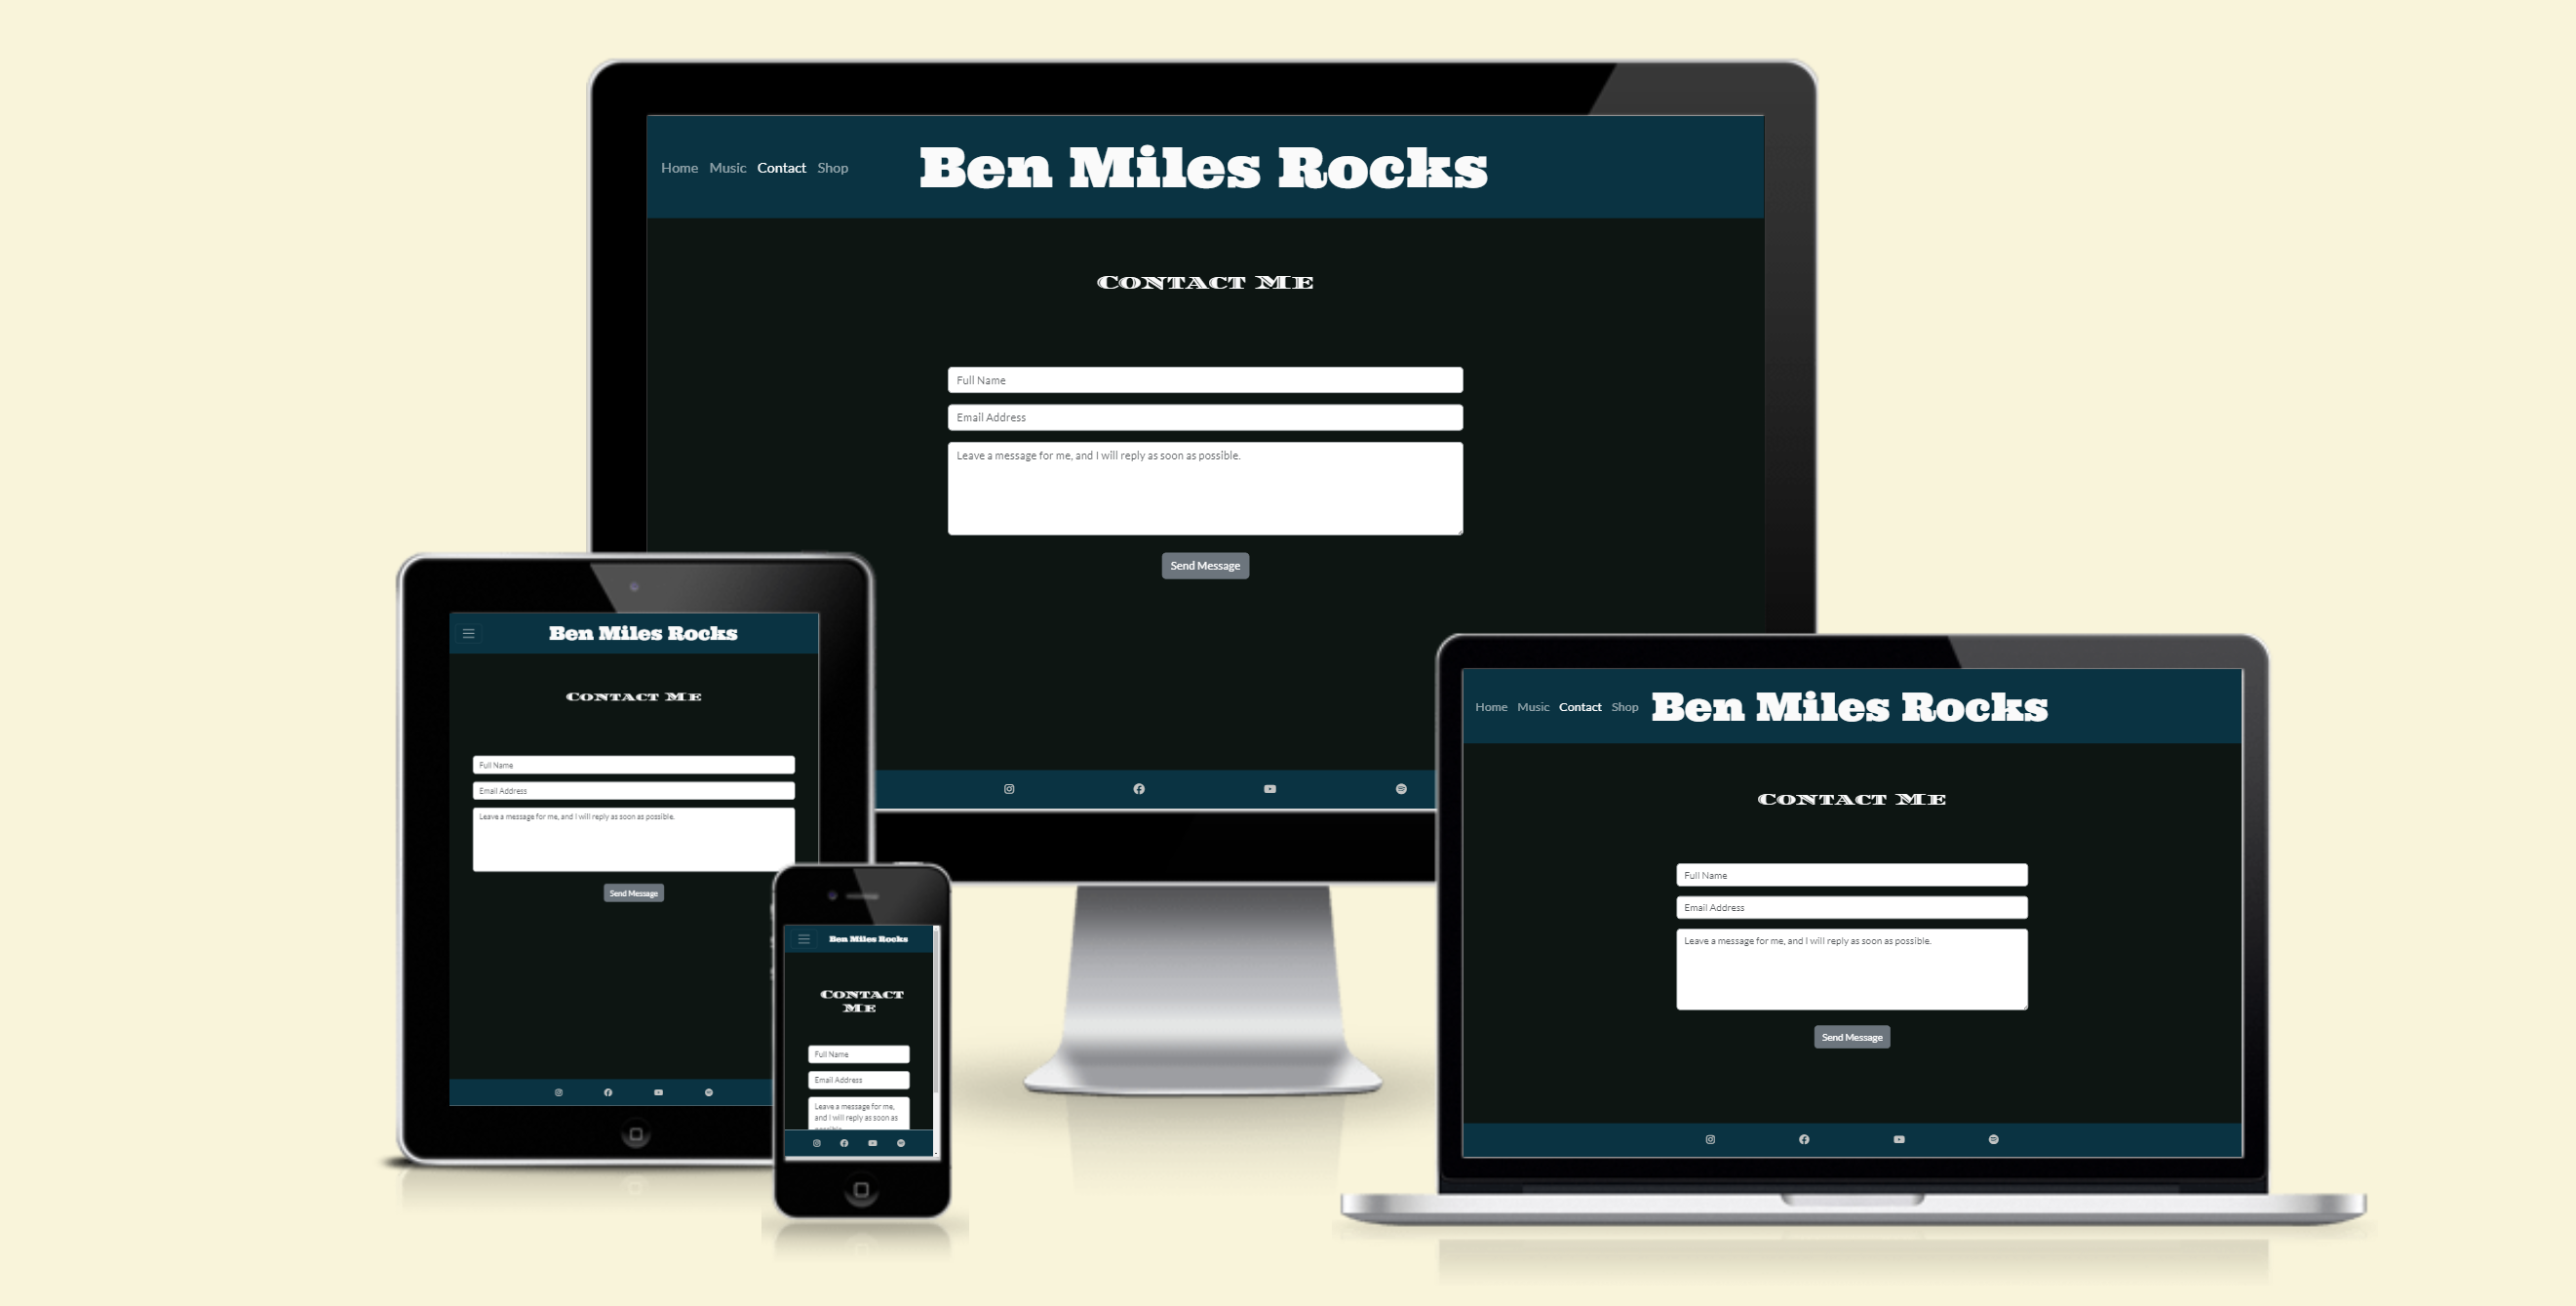 Home Music Contact Shop
Ben Miles Rocks
Contact Me
Full Name
Email Address
Leave a message for me, and I will reply as soon as possible.
Send Message
Ben Miles Rocks
Contact Me
Full Name
Email Address
Leave a message for me, and I will reply as soon as possible.
Send Message
Ben Miles Rocks
Contact
Me
Full Name
Email Address
Leave a message for me,
and I will reply as soon as
possible.
Home Music Contact Shop
Ben Miles Rocks
Contact Me
Full Name
Email Address
Leave a message for me, and I will reply as soon as possible.
Send Message